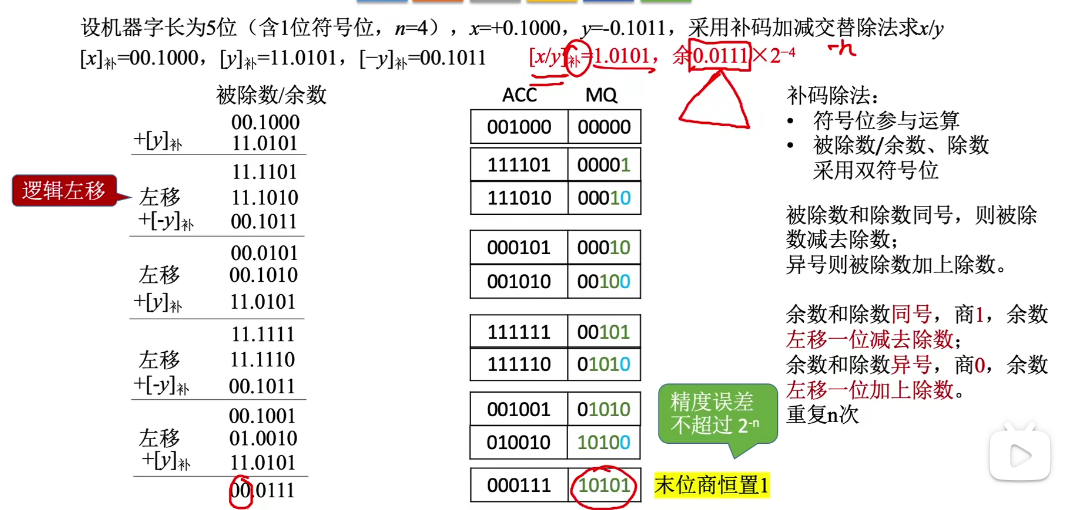 设机器字长为5位（含1位符号位，n=4），x=+0.1000，y=-0.1011，采用补码加减交替除法求x/y
[x]补=00.1000，[y]补=11.0101，[−y]补=00.1011
[x/y]补=1.0101，余0.0111×2⁻⁴
-n
被除数/余数
00.1000
+[y]补 11.0101
11.1101
逻辑左移
左移 11.1010
+[-y]补 00.1011
00.0101
左移 00.1010
+[y]补 11.0101
11.1111
左移 11.1110
+[-y]补 00.1011
00.1001
左移 01.0010
+[y]补 11.0101
00.0111
ACC MQ
001000 00000
111101 00001
111010 00010
000101 00010
001010 00100
111111 00101
111110 01010
001001 01010
010010 10100
000111 10101
精度误差
不超过 2⁻ⁿ
末位商恒置1
补码除法：
• 符号位参与运算
• 被除数/余数、除数
采用双符号位
被除数和除数同号，则被除
数减去除数；
异号则被除数加上除数。
余数和除数同号，商1，余数
左移一位减去除数；
余数和除数异号，商0，余数
左移一位加上除数。
重复n次